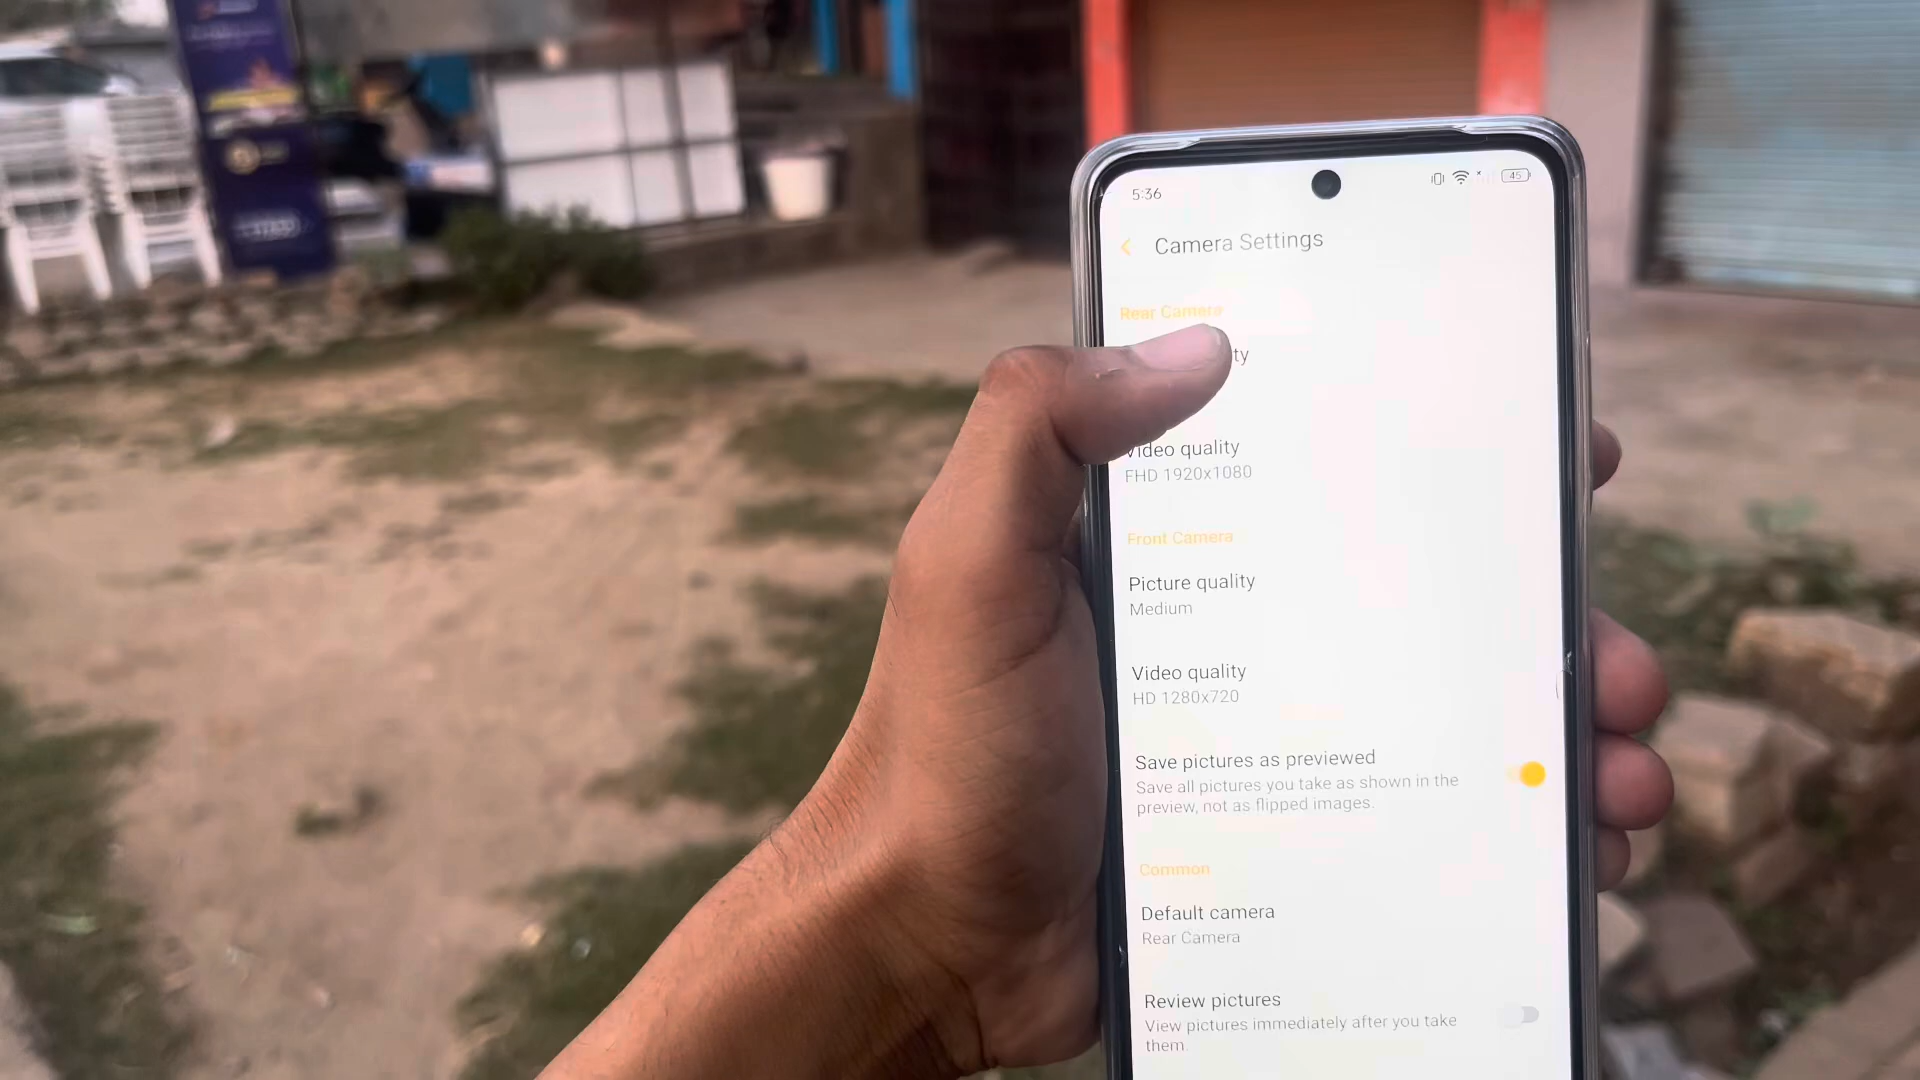 5:36
45
Camera Settings
Rear Camera
Video quality
FHD 1920x1080
Front Camera
Picture quality
Medium
Video quality
HD 1280x720
Save pictures as previewed
Save all pictures you take as shown in the
preview, not as flipped images.
Common
Default camera
Rear Camera
Review pictures
View pictures immediately after you take
them.